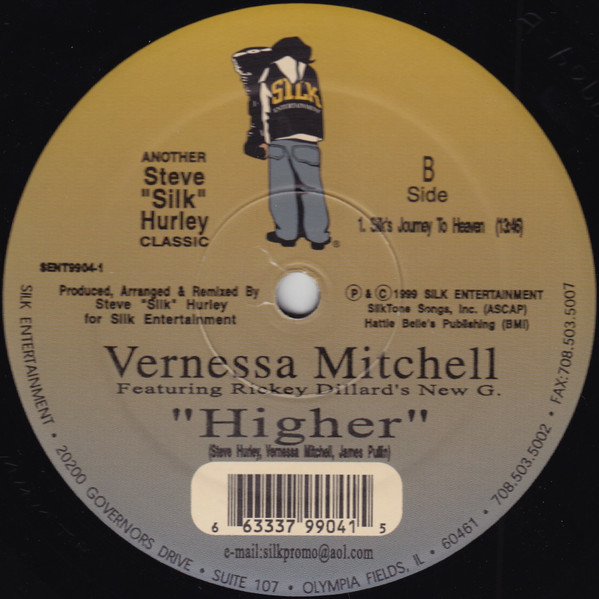 SILK
ENTERTAINMENT
ANOTHER
Steve
"Silk"
Hurley
CLASSIC
B
Side
1. Silk's Journey To Heaven (13:46)
SENT9904-1
Produced, Arranged & Remixed By
Steve "Silk" Hurley
for Silk Entertainment
®
℗ & © 1999 SILK ENTERTAINMENT
SilkTone Songs, Inc. (ASCAP)
Hattie Belle's Publishing (BMI)
Vernessa Mitchell
Featuring Rickey Dillard's New G.
"Higher"
(Steve Hurley, Vernessa Mitchell, James Pullin)
6 63337 99041 5
e-mail:silkpromo@aol.com
SILK ENTERTAINMENT • 20200 GOVERNORS DRIVE • SUITE 107 • OLYMPIA FIELDS, IL • 60461 • 708.503.5002 • FAX:708.503.5007